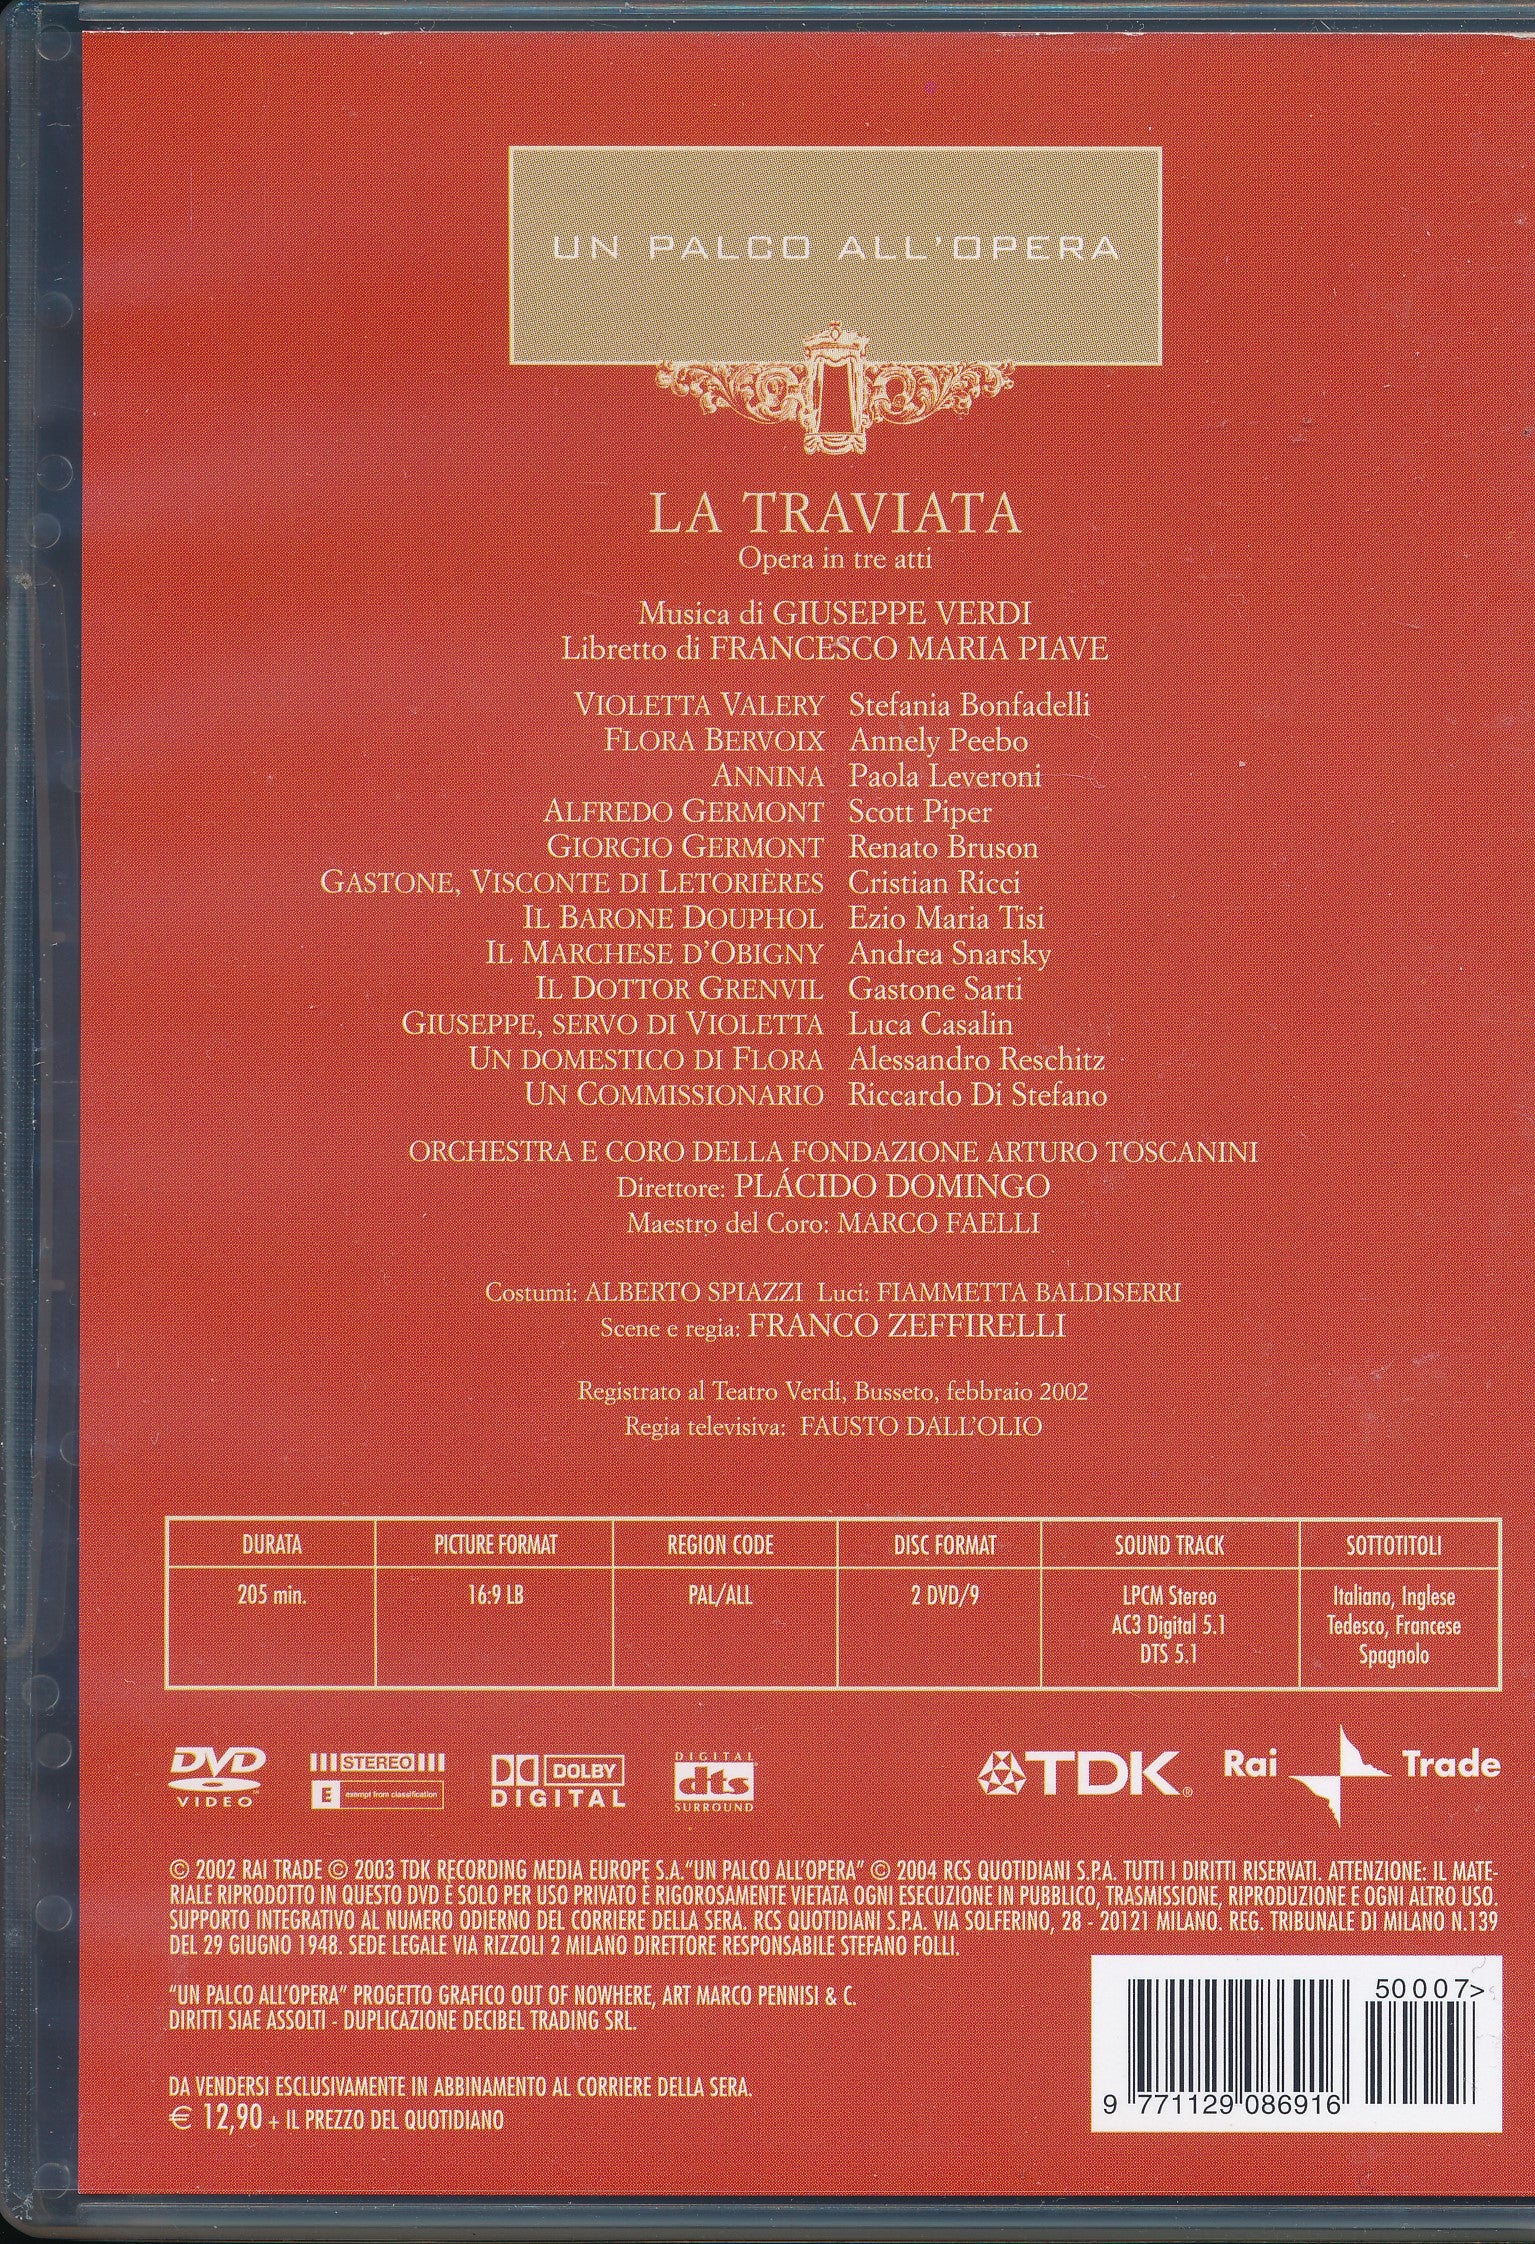 UN PALCO ALL'OPERA
LA TRAVIATA
Opera in tre atti
Musica di GIUSEPPE VERDI
Libretto di FRANCESCO MARIA PIAVE
VIOLETTA VALERY Stefania Bonfadelli
FLORA BERVOIX Annely Peebo
ANNINA Paola Leveroni
ALFREDO GERMONT Scott Piper
GIORGIO GERMONT Renato Bruson
GASTONE, VISCONTE DI LETORIÈRES Cristian Ricci
IL BARONE DOUPHOL Ezio Maria Tisi
IL MARCHESE D'OBIGNY Andrea Snarsky
IL DOTTOR GRENVIL Gastone Sarti
GIUSEPPE, SERVO DI VIOLETTA Luca Casalin
UN DOMESTICO DI FLORA Alessandro Reschitz
UN COMMISSIONARIO Riccardo Di Stefano
ORCHESTRA E CORO DELLA FONDAZIONE ARTURO TOSCANINI
Direttore: PLÁCIDO DOMINGO
Maestro del Coro: MARCO FAELLI
Costumi: ALBERTO SPIAZZI Luci: FIAMMETTA BALDISERRI
Scene e regia: FRANCO ZEFFIRELLI
Registrato al Teatro Verdi, Busseto, febbraio 2002
Regia televisiva: FAUSTO DALL'OLIO
DURATA PICTURE FORMAT REGION CODE DISC FORMAT SOUND TRACK SOTTOTITOLI
205 min. 16:9 LB PAL/ALL 2 DVD/9 LPCM Stereo Italiano, Inglese
AC3 Digital 5.1 Tedesco, Francese
DTS 5.1 Spagnolo
DVD VIDEO
STEREO
E exempt from classification
DOLBY DIGITAL
DIGITAL dts SURROUND
TDK®
Rai Trade
© 2002 RAI TRADE © 2003 TDK RECORDING MEDIA EUROPE S.A."UN PALCO ALL'OPERA" © 2004 RCS QUOTIDIANI S.P.A. TUTTI I DIRITTI RISERVATI. ATTENZIONE: IL MATE-
RIALE RIPRODOTTO IN QUESTO DVD È SOLO PER USO PRIVATO È RIGOROSAMENTE VIETATA OGNI ESECUZIONE IN PUBBLICO, TRASMISSIONE, RIPRODUZIONE E OGNI ALTRO USO.
SUPPORTO INTEGRATIVO AL NUMERO ODIERNO DEL CORRIERE DELLA SERA. RCS QUOTIDIANI S.P.A. VIA SOLFERINO, 28 - 20121 MILANO. REG. TRIBUNALE DI MILANO N.139
DEL 29 GIUGNO 1948. SEDE LEGALE VIA RIZZOLI 2 MILANO DIRETTORE RESPONSABILE STEFANO FOLLI.
"UN PALCO ALL'OPERA" PROGETTO GRAFICO OUT OF NOWHERE, ART MARCO PENNISI & C.
DIRITTI SIAE ASSOLTI - DUPLICAZIONE DECIBEL TRADING SRL.
DA VENDERSI ESCLUSIVAMENTE IN ABBINAMENTO AL CORRIERE DELLA SERA.
€ 12,90 + IL PREZZO DEL QUOTIDIANO
50007>
9 771129 086916